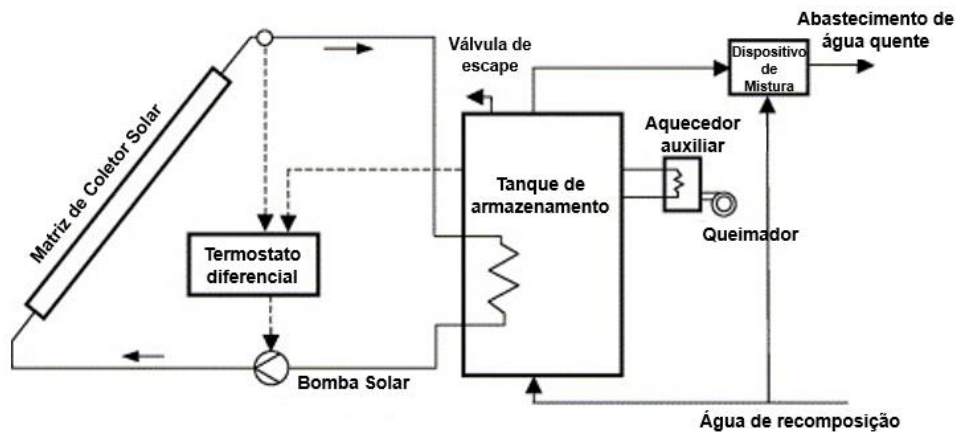 Abastecimento de
água quente
Válvula de
escape
Dispositivo
de
Mistura
Matriz de Coletor Solar
Aquecedor
auxiliar
Tanque de
armazenamento
Queimador
Termostato
diferencial
Bomba Solar
Água de recomposição